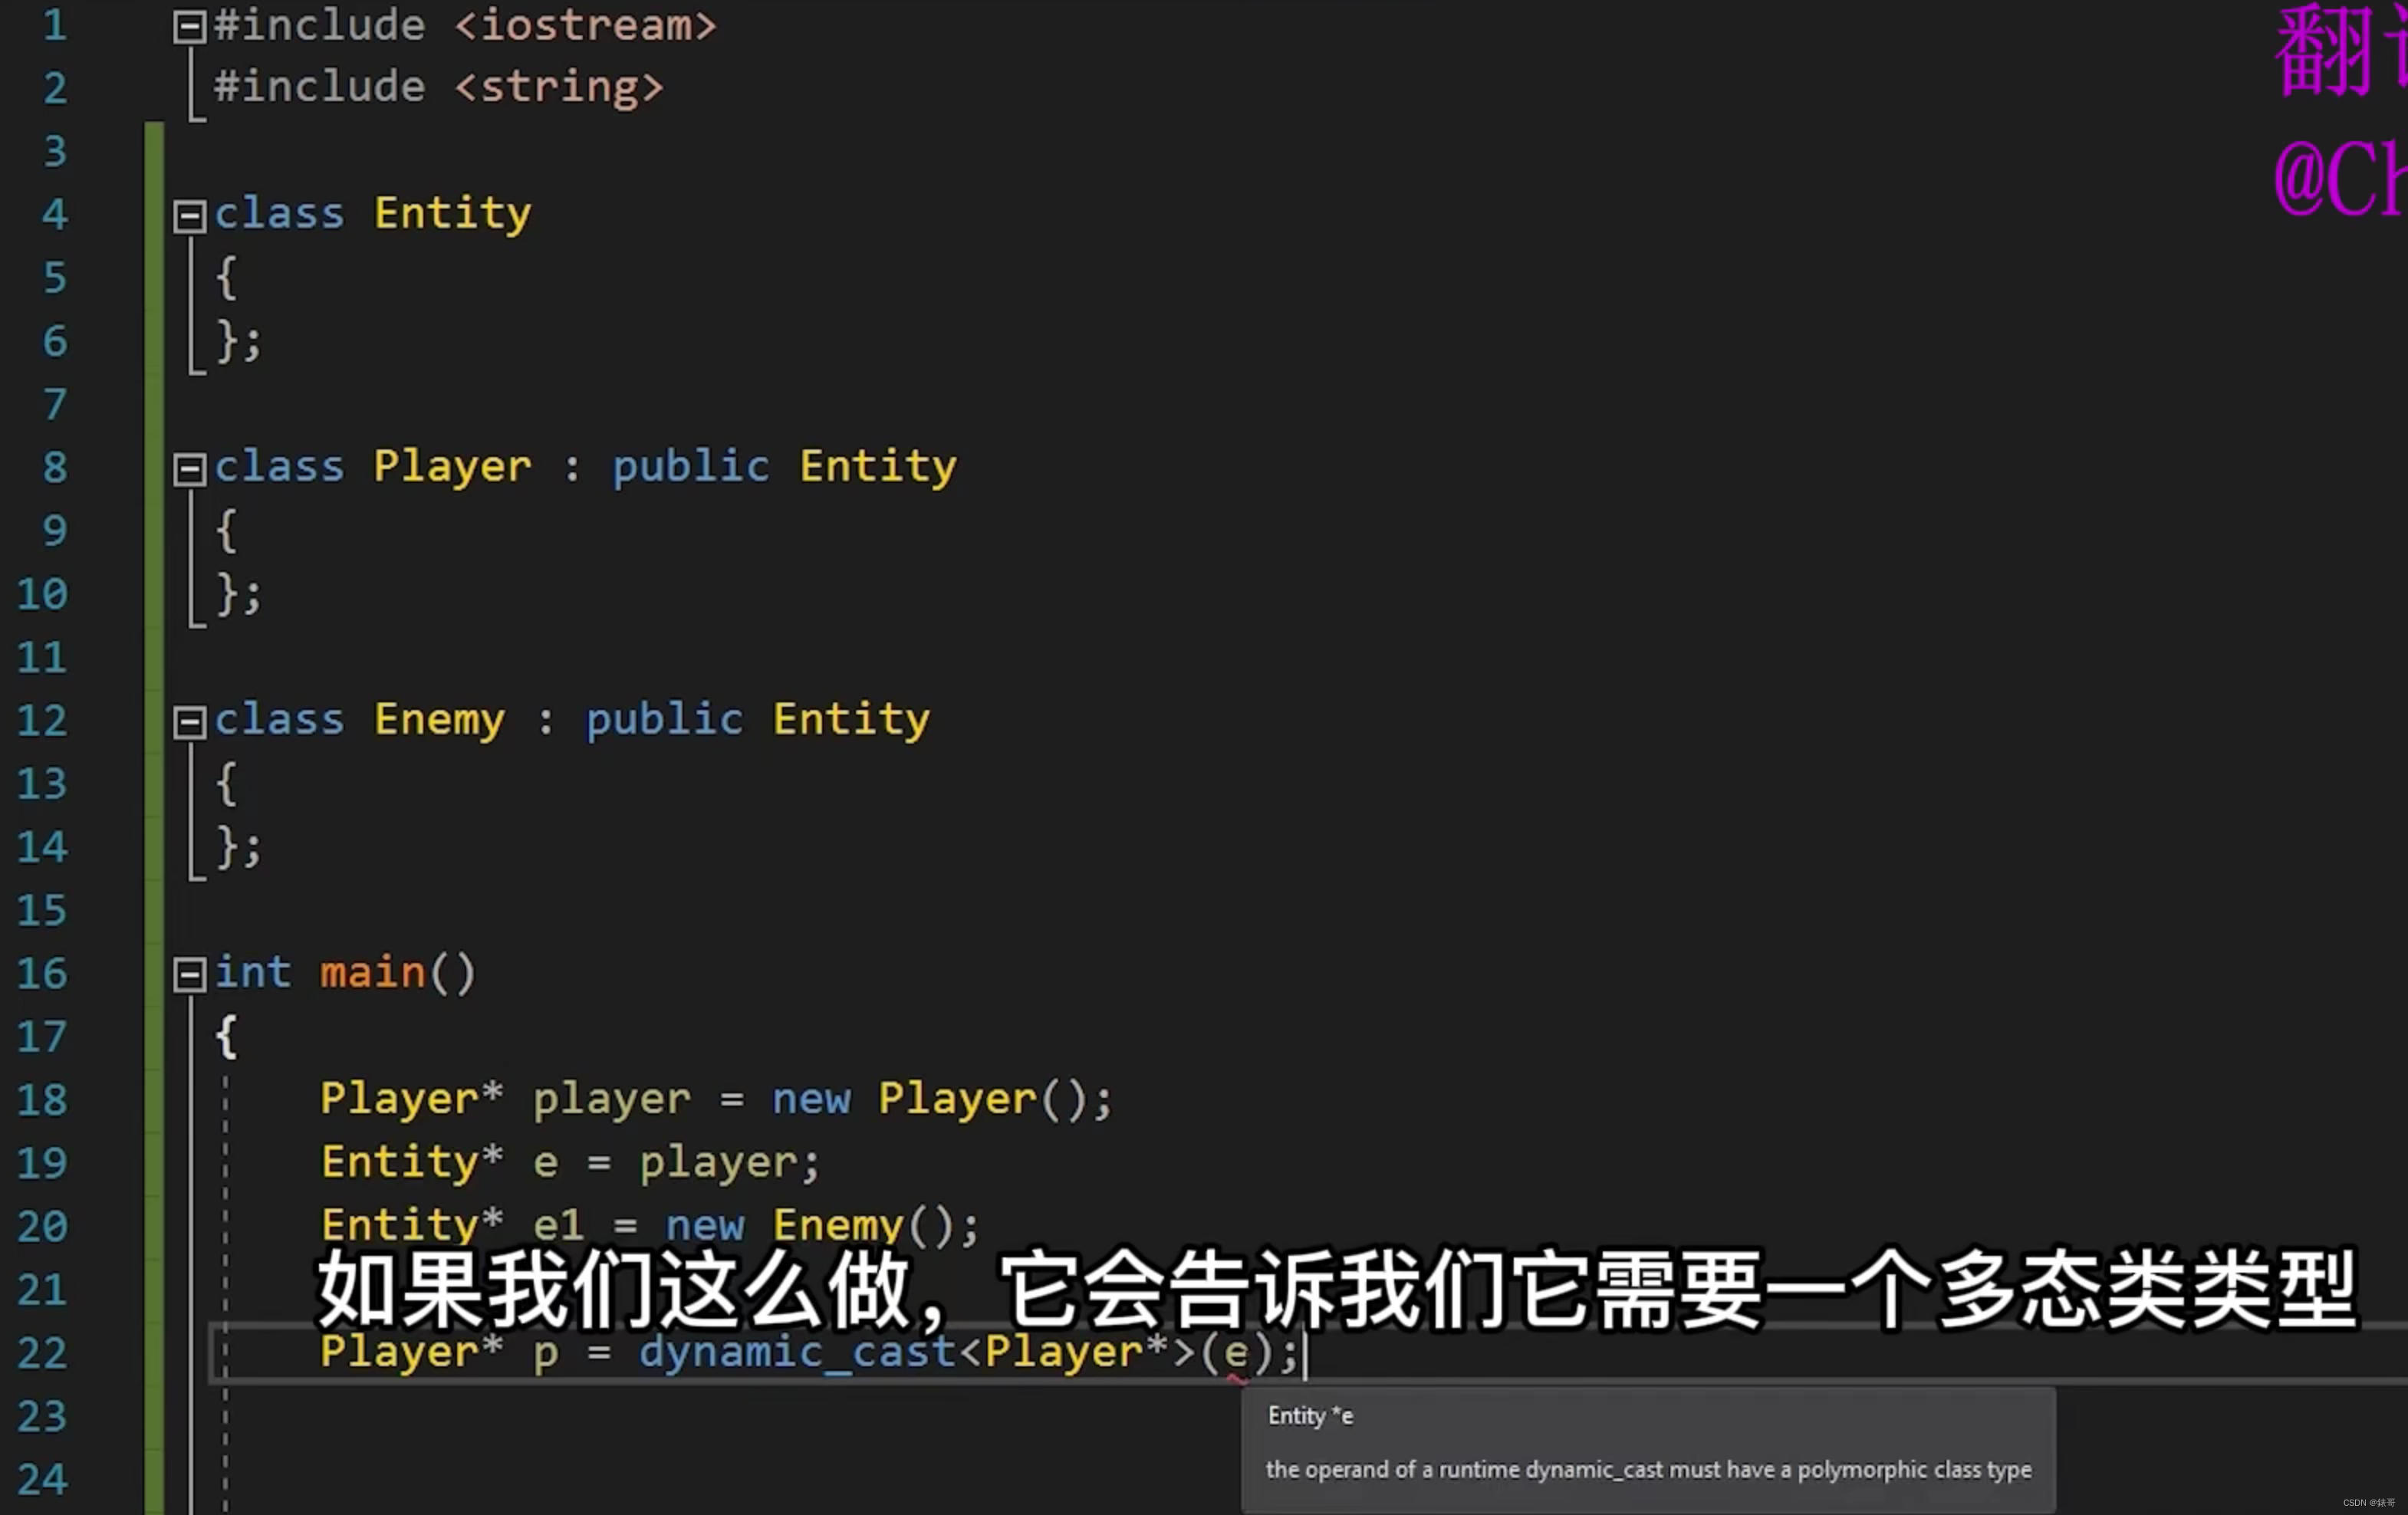 1 #include <iostream>
2 #include <string>
3
4 class Entity
5 {
6 };
7
8 class Player : public Entity
9 {
10 };
11
12 class Enemy : public Entity
13 {
14 };
15
16 int main()
17 {
18 Player* player = new Player();
19 Entity* e = player;
20 Entity* e1 = new Enemy();
21
如果我们这么做，它会告诉我们它需要一个多态类类型
22 Player* p = dynamic_cast<Player*>(e);
23
Entity *e
24
the operand of a runtime dynamic_cast must have a polymorphic class type
翻
@Ch
CSDN @錶哥